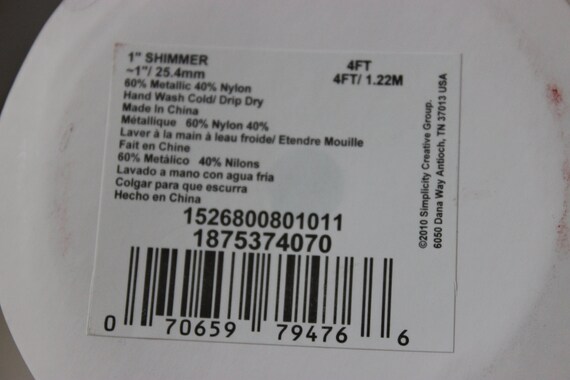 1" SHIMMER
~1"/ 25.4mm
60% Metallic 40% Nylon
Hand Wash Cold/ Drip Dry
Made In China
Métallique 60% Nylon 40%
Laver à la main à leau froide/ Etendre Mouille
Fait en Chine
60% Metálico 40% Nilons
Lavado a mano con agua fría
Colgar para que escurra
Hecho en China
4FT
4FT/ 1.22M
©2010 Simplicity Creative Group.
6050 Dana Way Antioch, TN 37013 USA
1526800801011
1875374070
0 70659 79476 6